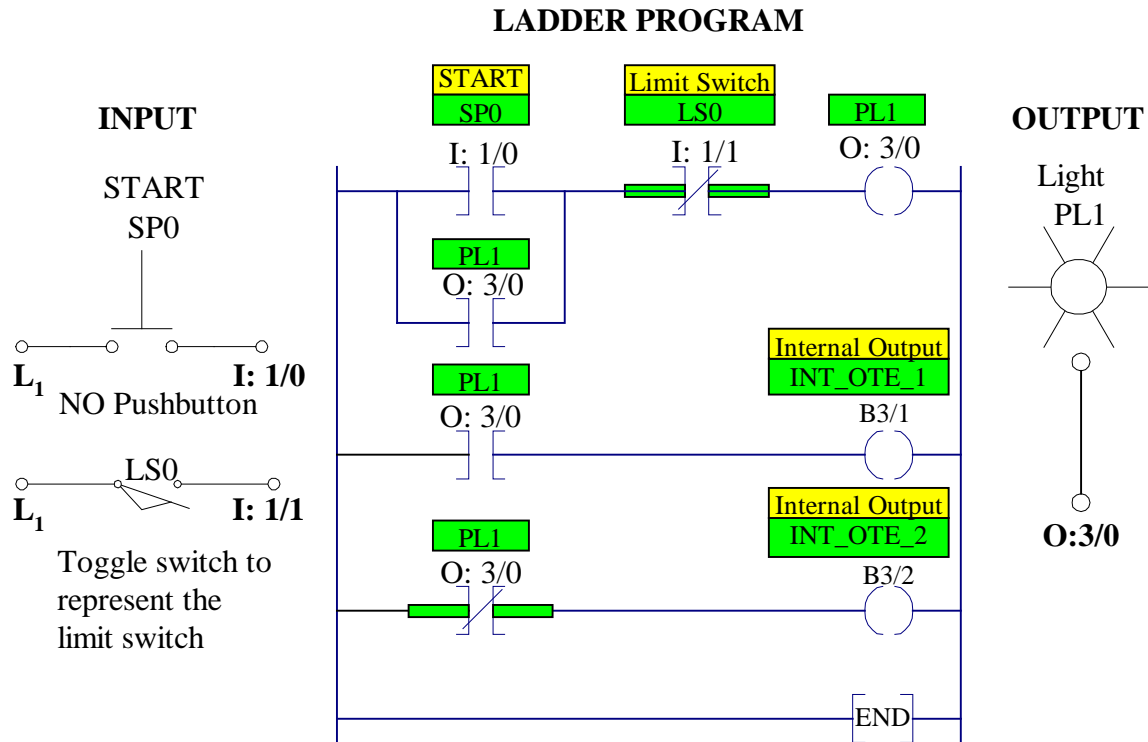 LADDER PROGRAM
INPUT
START
SP0
L1 I: 1/0
NO Pushbutton
LS0
L1 I: 1/1
Toggle switch to
represent the
limit switch
START
SP0
I: 1/0
Limit Switch
LS0
I: 1/1
PL1
O: 3/0
PL1
O: 3/0
PL1
O: 3/0
Internal Output
INT_OTE_1
B3/1
PL1
O: 3/0
Internal Output
INT_OTE_2
B3/2
END
OUTPUT
Light
PL1
O:3/0